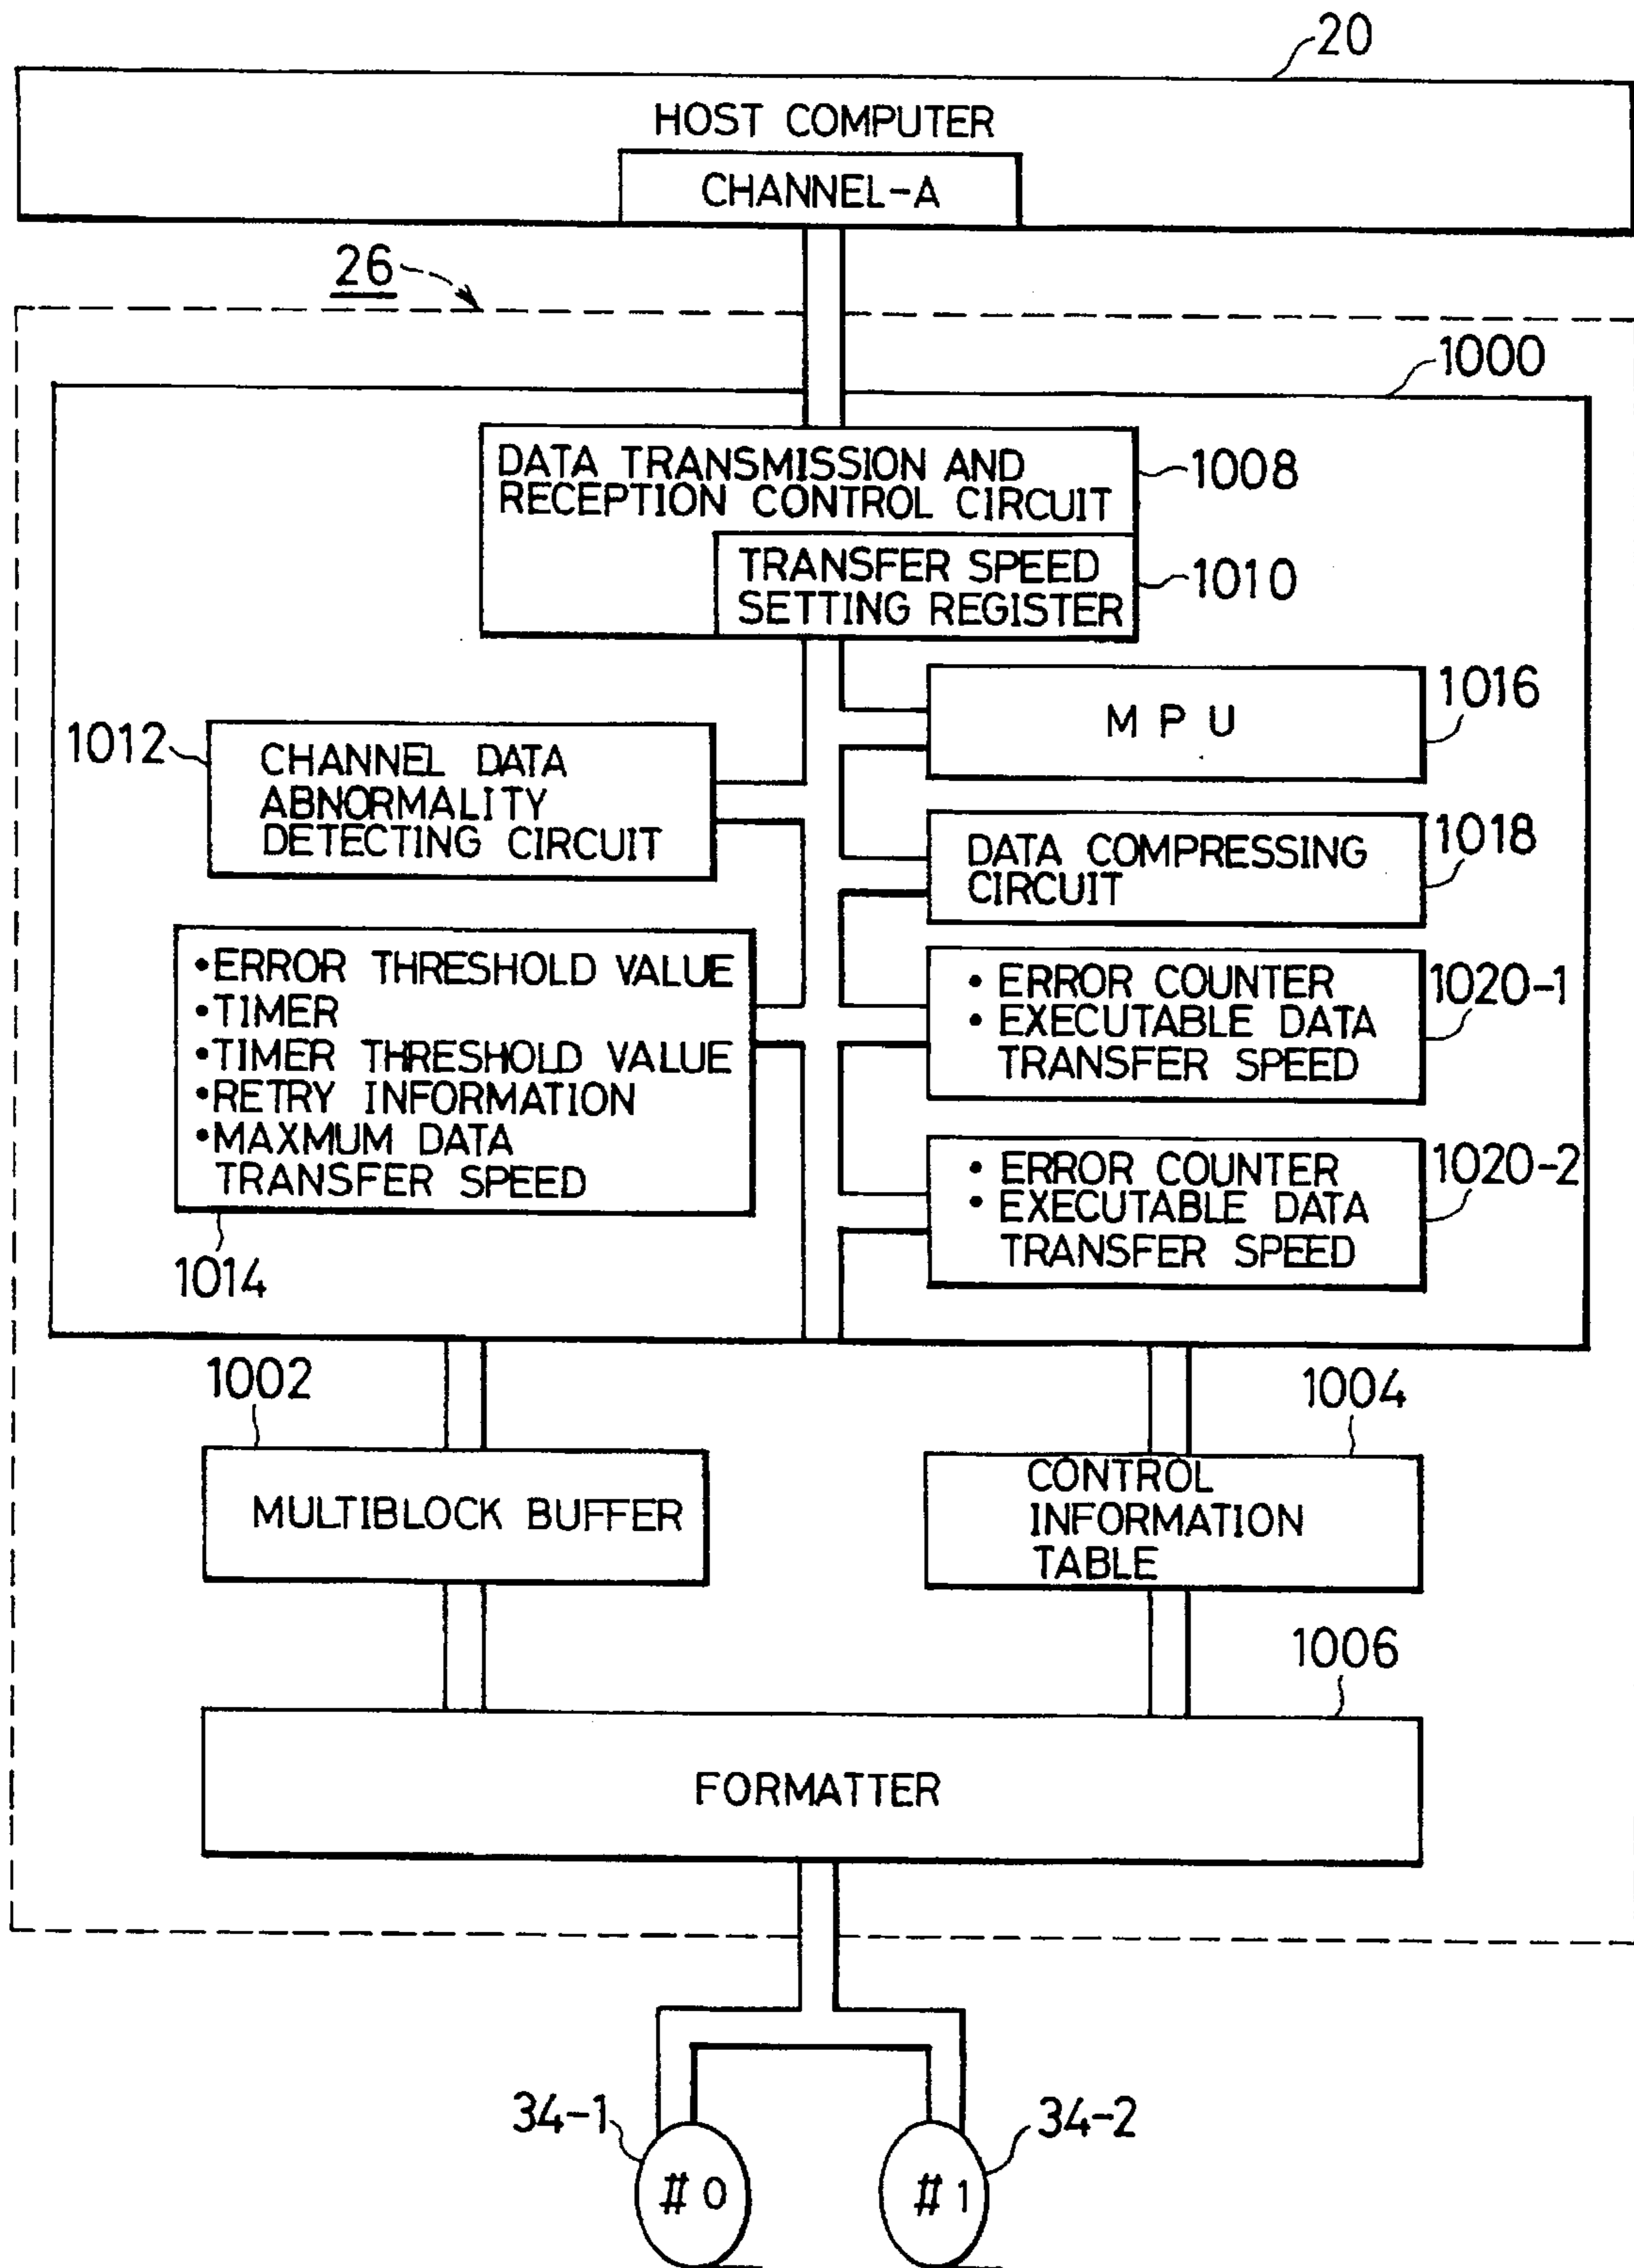 20
HOST COMPUTER
CHANNEL-A
26
1000
DATA TRANSMISSION AND
RECEPTION CONTROL CIRCUIT
1008
TRANSFER SPEED
SETTING REGISTER
1010
MPU
1016
1012
CHANNEL DATA
ABNORMALITY
DETECTING CIRCUIT
DATA COMPRESSING
CIRCUIT
1018
•ERROR THRESHOLD VALUE
•TIMER
•TIMER THRESHOLD VALUE
•RETRY INFORMATION
•MAXMUM DATA
TRANSFER SPEED
1014
• ERROR COUNTER
• EXECUTABLE DATA
TRANSFER SPEED
1020-1
• ERROR COUNTER
• EXECUTABLE DATA
TRANSFER SPEED
1020-2
1002
MULTIBLOCK BUFFER
1004
CONTROL
INFORMATION
TABLE
1006
FORMATTER
34-1
#0
34-2
#1